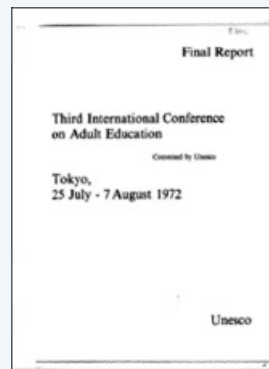 Final Report
Third International Conference
on Adult Education
Convened by Unesco
Tokyo,
25 July - 7 August 1972
Unesco